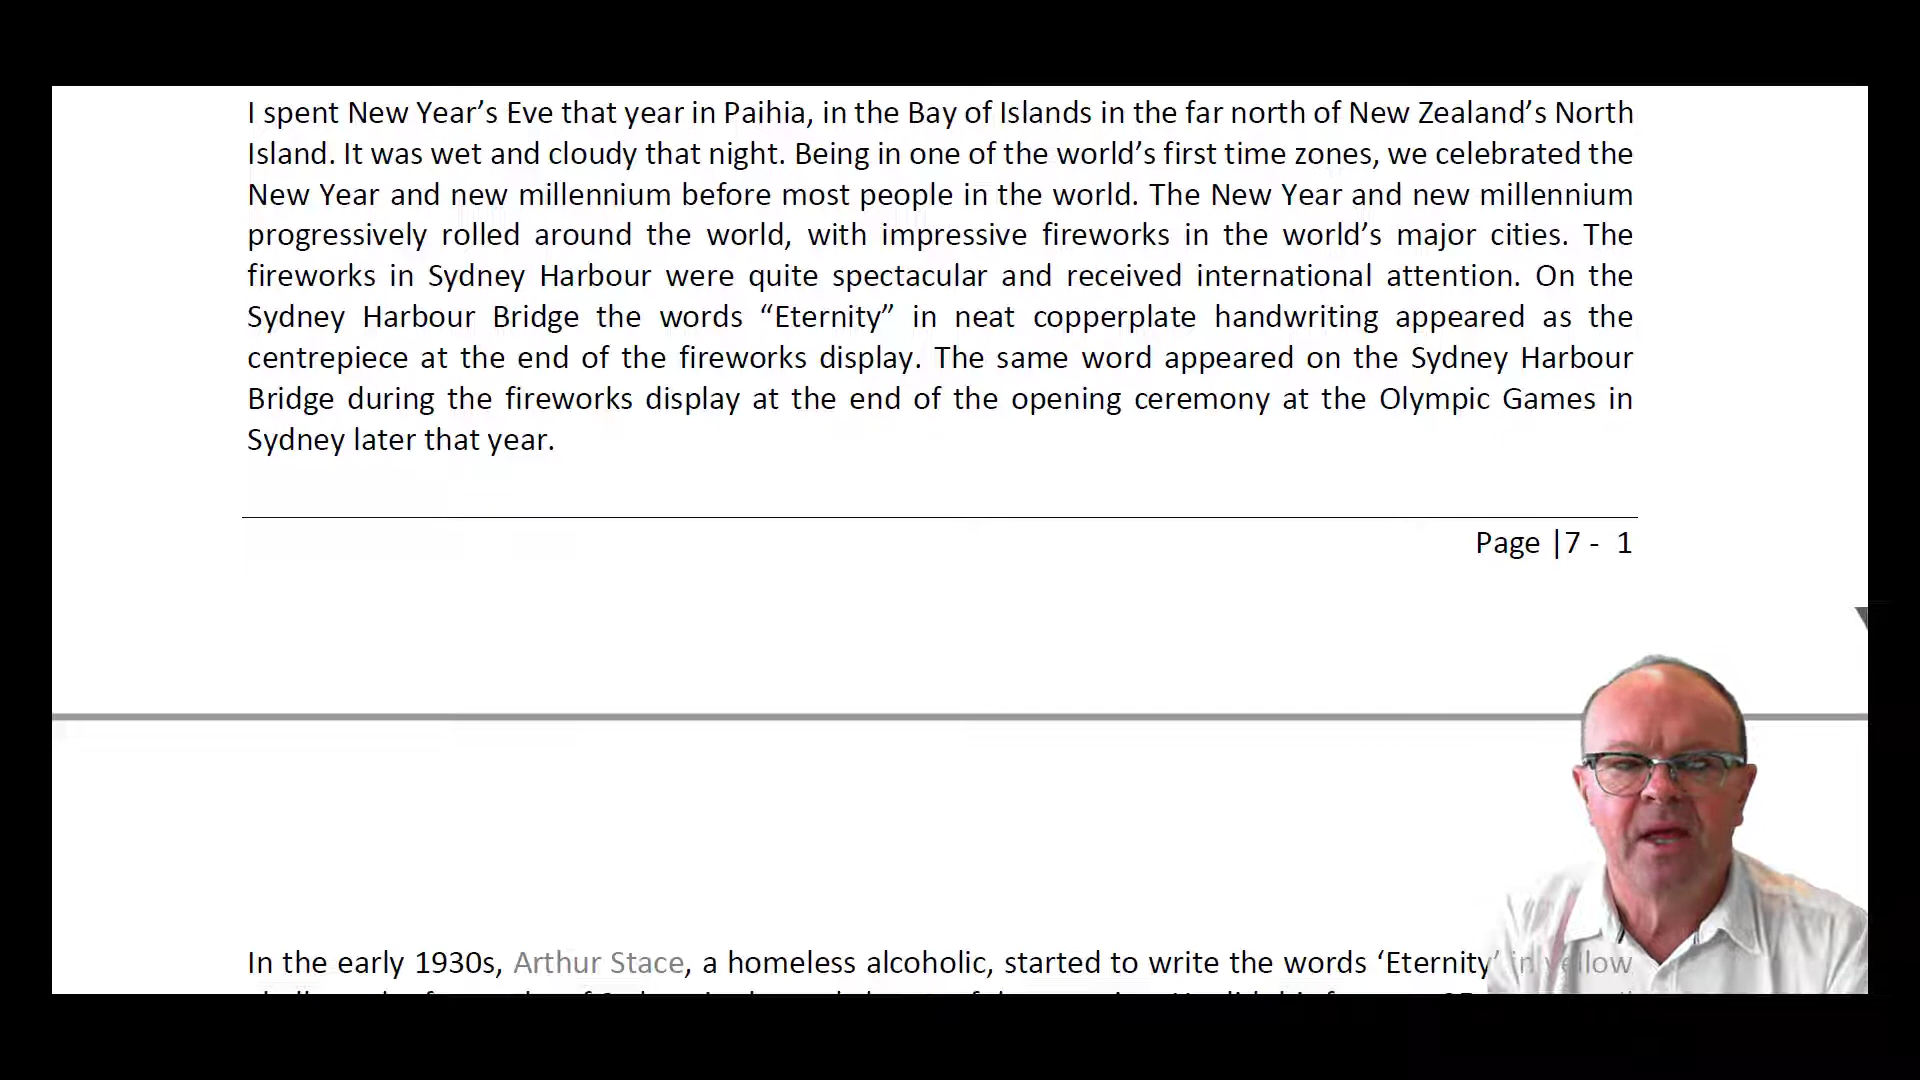 I spent New Year’s Eve that year in Paihia, in the Bay of Islands in the far north of New Zealand’s North
Island. It was wet and cloudy that night. Being in one of the world’s first time zones, we celebrated the
New Year and new millennium before most people in the world. The New Year and new millennium
progressively rolled around the world, with impressive fireworks in the world’s major cities. The
fireworks in Sydney Harbour were quite spectacular and received international attention. On the
Sydney Harbour Bridge the words “Eternity” in neat copperplate handwriting appeared as the
centrepiece at the end of the fireworks display. The same word appeared on the Sydney Harbour
Bridge during the fireworks display at the end of the opening ceremony at the Olympic Games in
Sydney later that year.
Page |7 - 1
In the early 1930s, Arthur Stace, a homeless alcoholic, started to write the words ‘Eternity’ in yellow